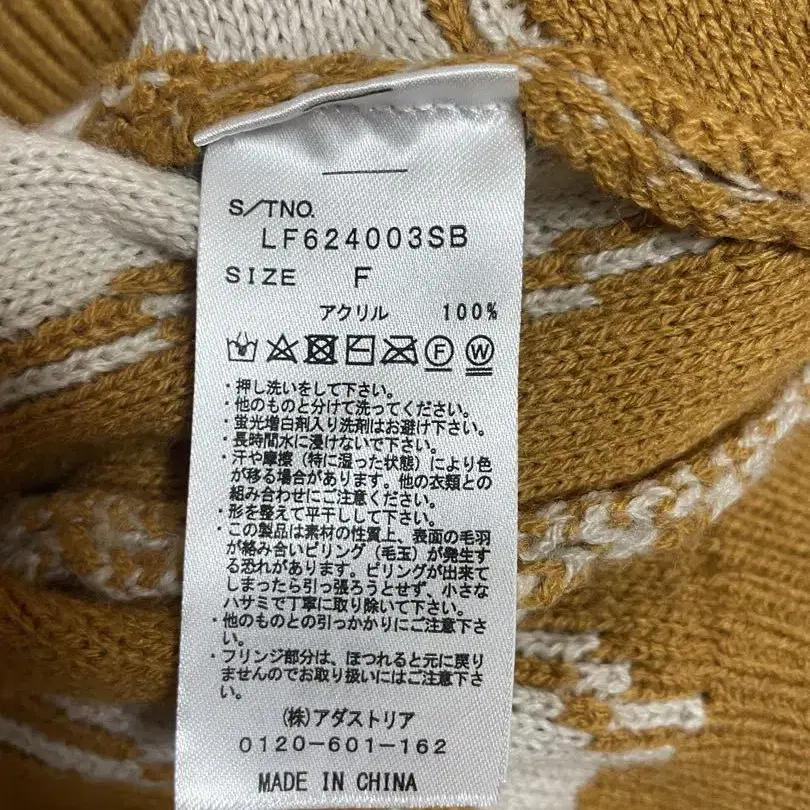 S/TNO.
LF624003SB
SIZE F
アクリル 100%
F W
・押し洗いをして下さい。
・他のものと分けて洗ってください。
・蛍光増白剤入り洗剤はお避け下さい。
・長時間水に浸けないで下さい。
・汗や摩擦（特に湿った状態）により色
が移る場合があります。他の衣類との
組み合わせにご注意ください。
・形を整えて平干しして下さい。
・この製品は素材の性質上、表面の毛羽
が絡み合いピリング（毛玉）が発生す
る恐れがあります。ピリングが出来て
しまったら引っ張ろうとせず、小さな
ハサミで丁寧に取り除いて下さい。
・他のものとの引っかかりにご注意下さ
い。
・フリンジ部分は、ほつれると元に戻り
ませんのでお取り扱いにはご注意下さ
い。
（株）アダストリア
0120-601-162
MADE IN CHINA